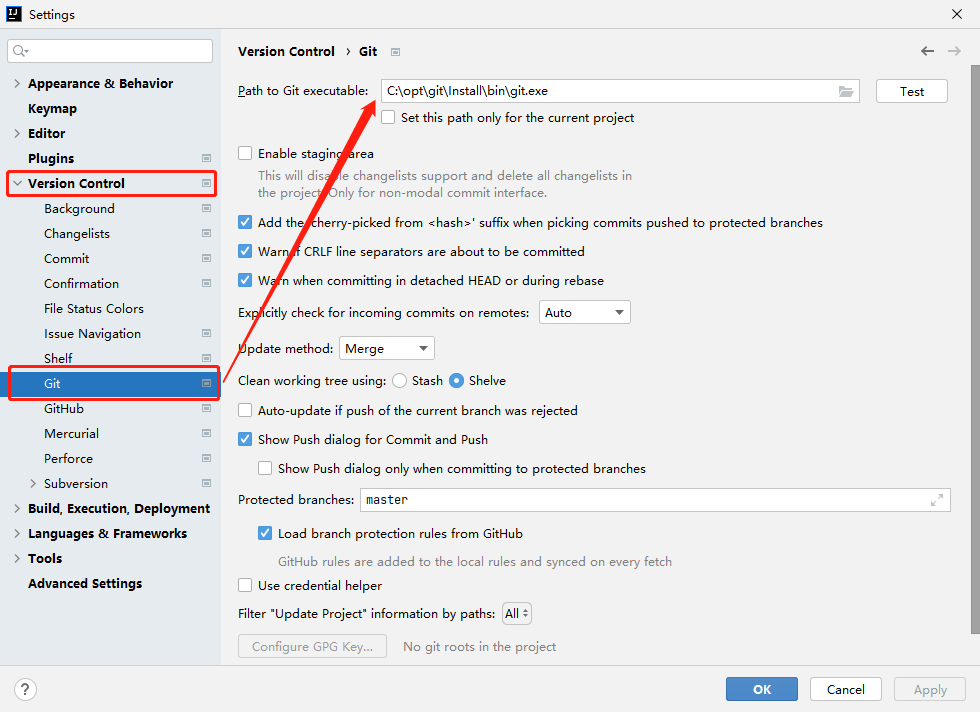 IJ Settings
Appearance & Behavior
Keymap
Editor
Plugins
Version Control
Background
Changelists
Commit
Confirmation
File Status Colors
Issue Navigation
Shelf
Git
GitHub
Mercurial
Perforce
Subversion
Build, Execution, Deployment
Languages & Frameworks
Tools
Advanced Settings
Version Control › Git
Path to Git executable: C:\opt\git\Install\bin\git.exe Test
Set this path only for the current project
Enable staging area
This will disable changelists support and delete all changelists in
the project. Only for non-modal commit interface.
Add the 'cherry-picked from <hash>' suffix when picking commits pushed to protected branches
Warn if CRLF line separators are about to be committed
Warn when committing in detached HEAD or during rebase
Explicitly check for incoming commits on remotes: Auto
Update method: Merge
Clean working tree using: Stash Shelve
Auto-update if push of the current branch was rejected
Show Push dialog for Commit and Push
Show Push dialog only when committing to protected branches
Protected branches: master
Load branch protection rules from GitHub
GitHub rules are added to the local rules and synced on every fetch
Use credential helper
Filter "Update Project" information by paths: All
Configure GPG Key... No git roots in the project
? OK Cancel Apply